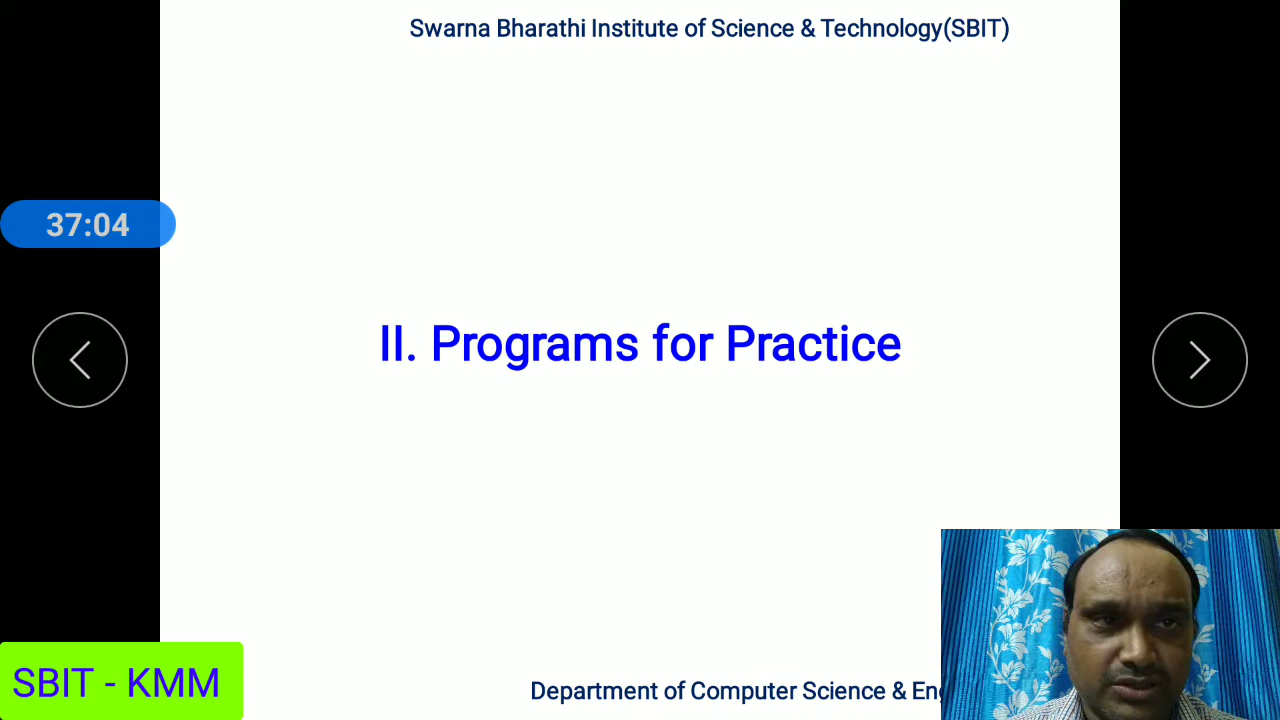 Swarna Bharathi Institute of Science & Technology(SBIT)
37:04
II. Programs for Practice
SBIT - KMM
Department of Computer Science &